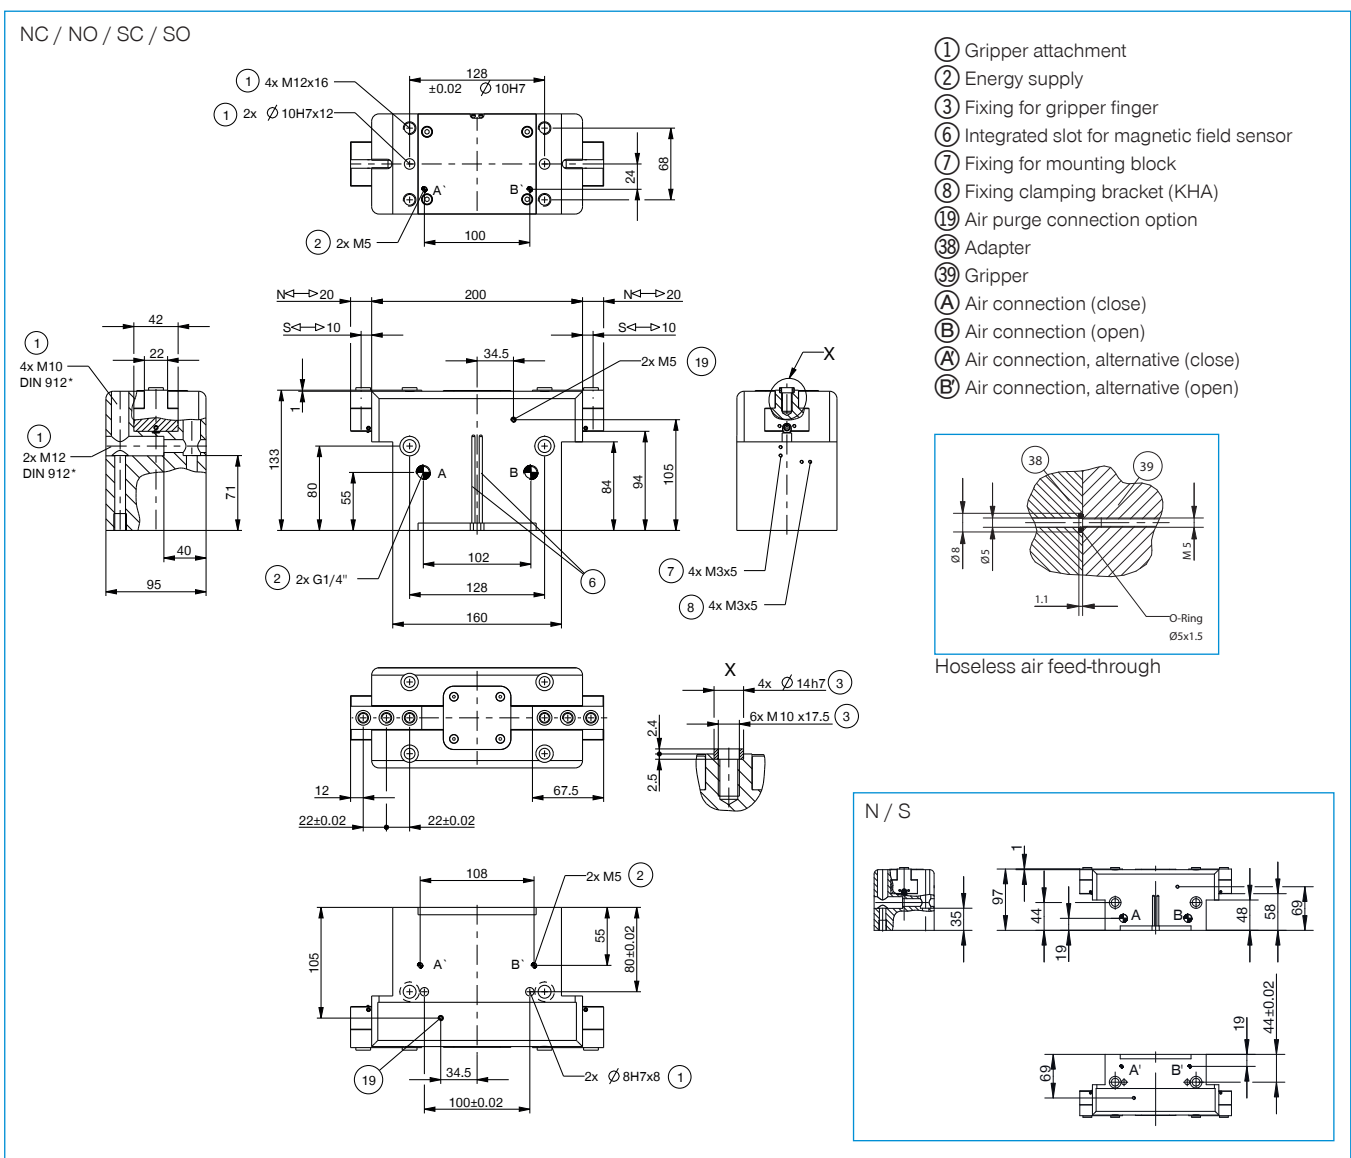 NC / NO / SC / SO
1 Gripper attachment
2 Energy supply
3 Fixing for gripper finger
6 Integrated slot for magnetic field sensor
7 Fixing for mounting block
8 Fixing clamping bracket (KHA)
19 Air purge connection option
38 Adapter
39 Gripper
A Air connection (close)
B Air connection (open)
A' Air connection, alternative (close)
B' Air connection, alternative (open)
1 4x M12x16
128
±0.02 Ø 10H7
1 2x Ø 10H7x12
A`
B`
24
68
2 2x M5
100
N 20
200
N 20
S 10
S 10
34.5
2x M5 19
1
133
80
55
A
B
84
94
105
2 2x G1/4"
102
6
128
160
42
22
1
4x M10
DIN 912*
1
2x M12
DIN 912*
71
40
95
X
7 4x M3x5
8 4x M3x5
38
39
Ø8
Ø5
M5
1.1
O-Ring
Ø5x1.5
Hoseless air feed-through
12
67.5
22±0.02
22±0.02
X
4x Ø 14h7 3
6x M10 x17.5 3
2.4
2.5
108
2x M5 2
A`
B`
105
55
80±0.02
19
34.5
2x Ø 8H7x8 1
100±0.02
N / S
35
1
97
44
19
A
B
48
58
69
69
A'
B'
19
44±0.02